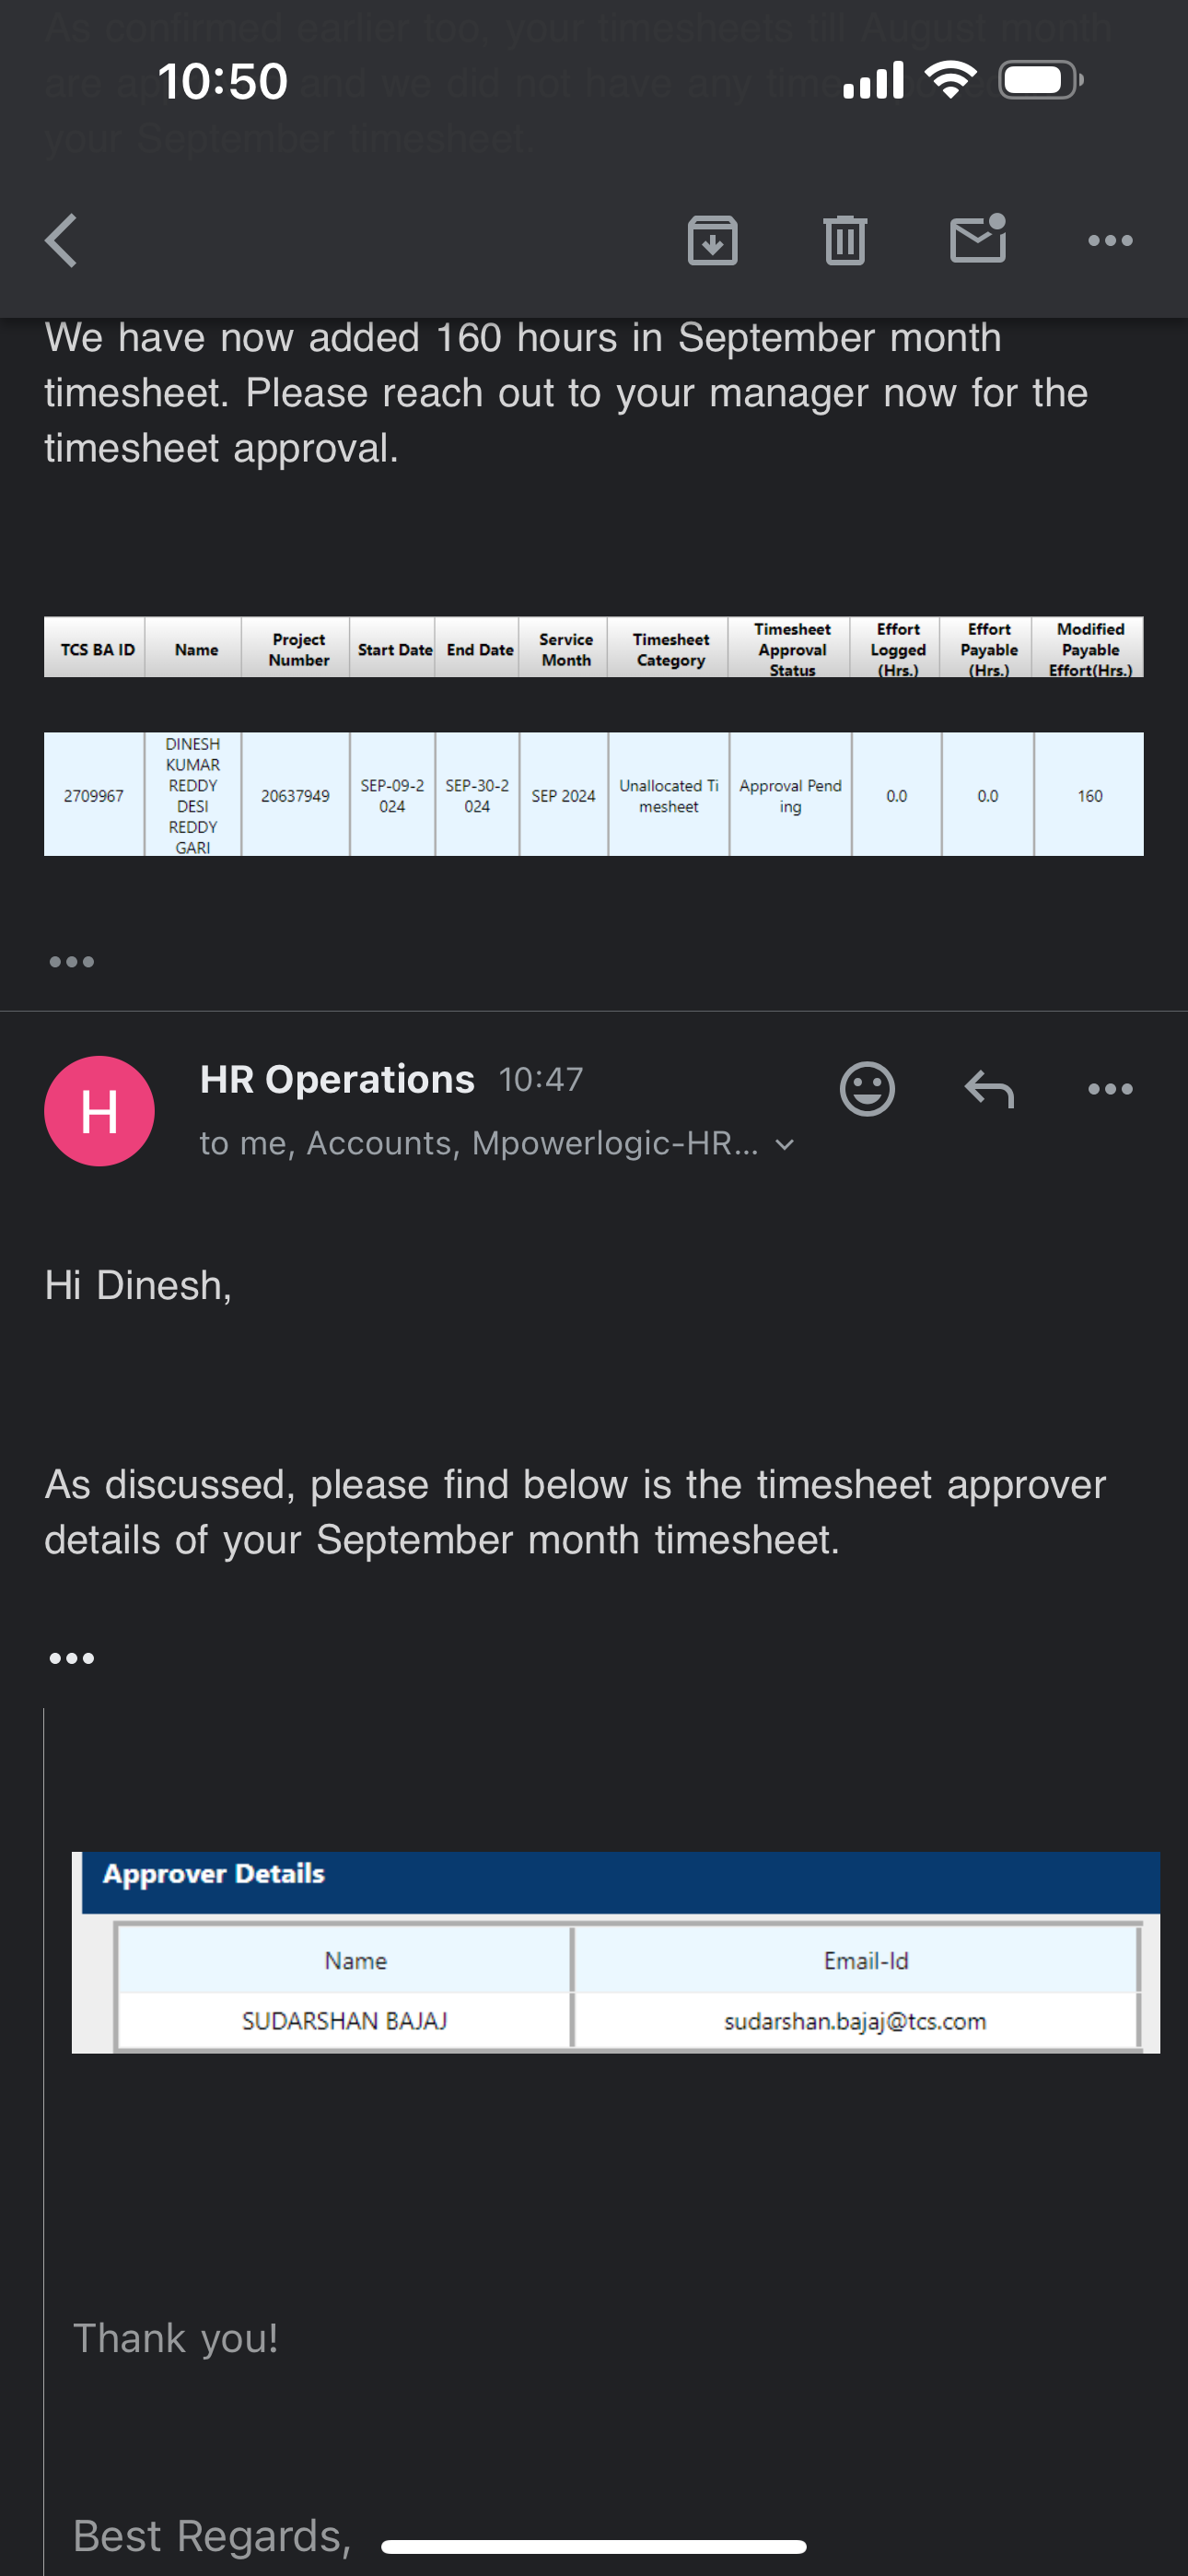 As confirmed earlier too, your timesheets till August month
are ap
and we did not have any time
your September timesheet.
10:50
We have now added 160 hours in September month
timesheet. Please reach out to your manager now for the
timesheet approval.
TCS BA ID Name Project Number Start Date End Date Service Month Timesheet Category Timesheet Approval Status Effort Logged (Hrs.) Effort Payable (Hrs.) Modified Payable Effort(Hrs.)
2709967 DINESH KUMAR REDDY DESI REDDY GARI 20637949 SEP-09-2024 SEP-30-2024 SEP 2024 Unallocated Timesheet Approval Pending 0.0 0.0 160
HR Operations 10:47
H
to me, Accounts, Mpowerlogic-HR...
Hi Dinesh,
As discussed, please find below is the timesheet approver
details of your September month timesheet.
Approver Details
Name Email-Id
SUDARSHAN BAJAJ sudarshan.bajaj@tcs.com
Thank you!
Best Regards,